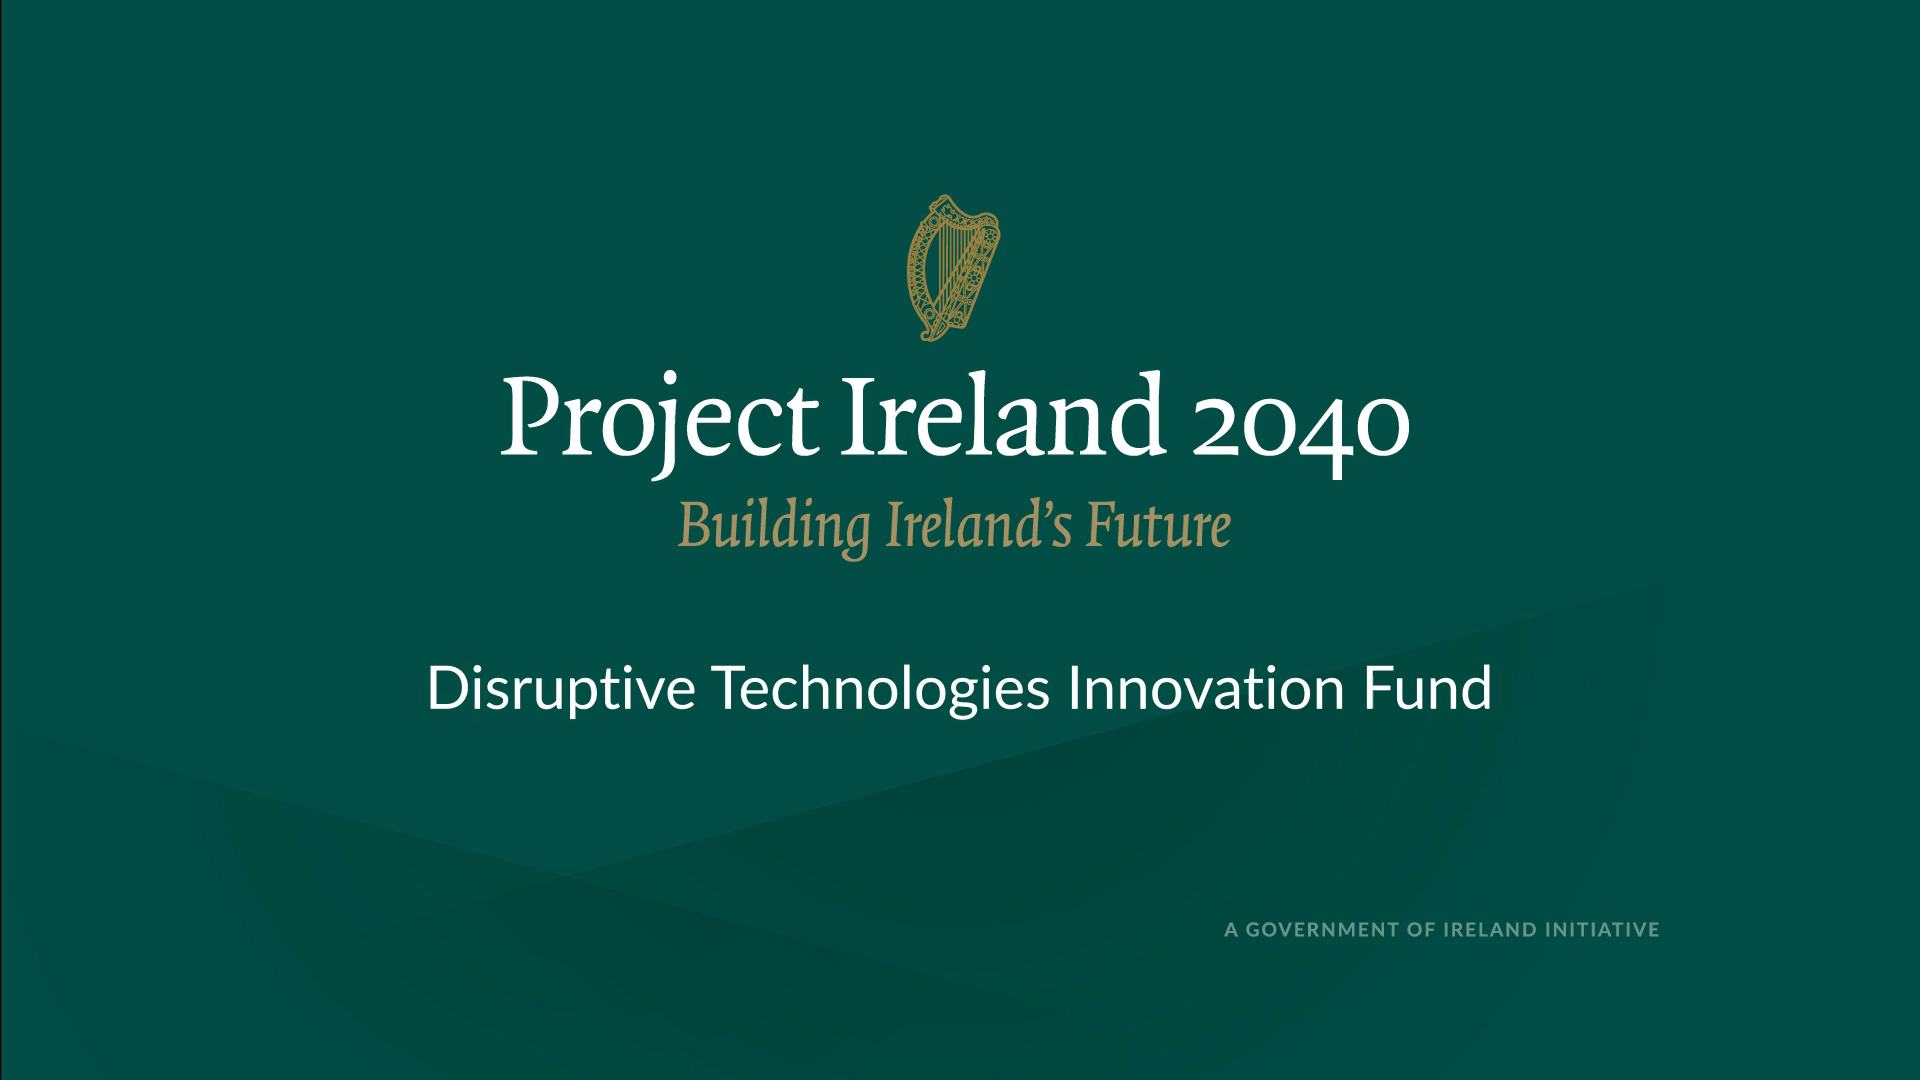 Project Ireland 2040
Building Ireland’s Future
Disruptive Technologies Innovation Fund
A GOVERNMENT OF IRELAND INITIATIVE